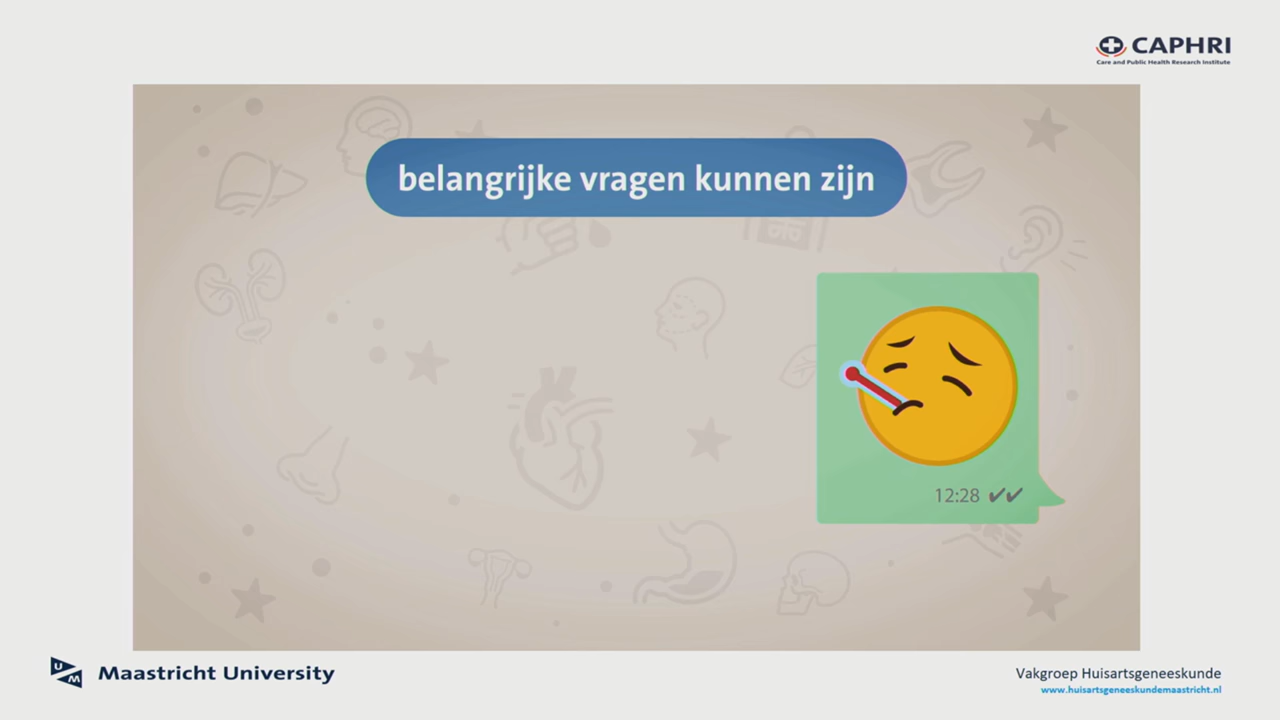 CAPHRI
Care and Public Health Research Institute
belangrijke vragen kunnen zijn
12:28 ✔✔
UM
Maastricht University
Vakgroep Huisartsgeneeskunde
www.huisartsgeneeskundemaastricht.nl